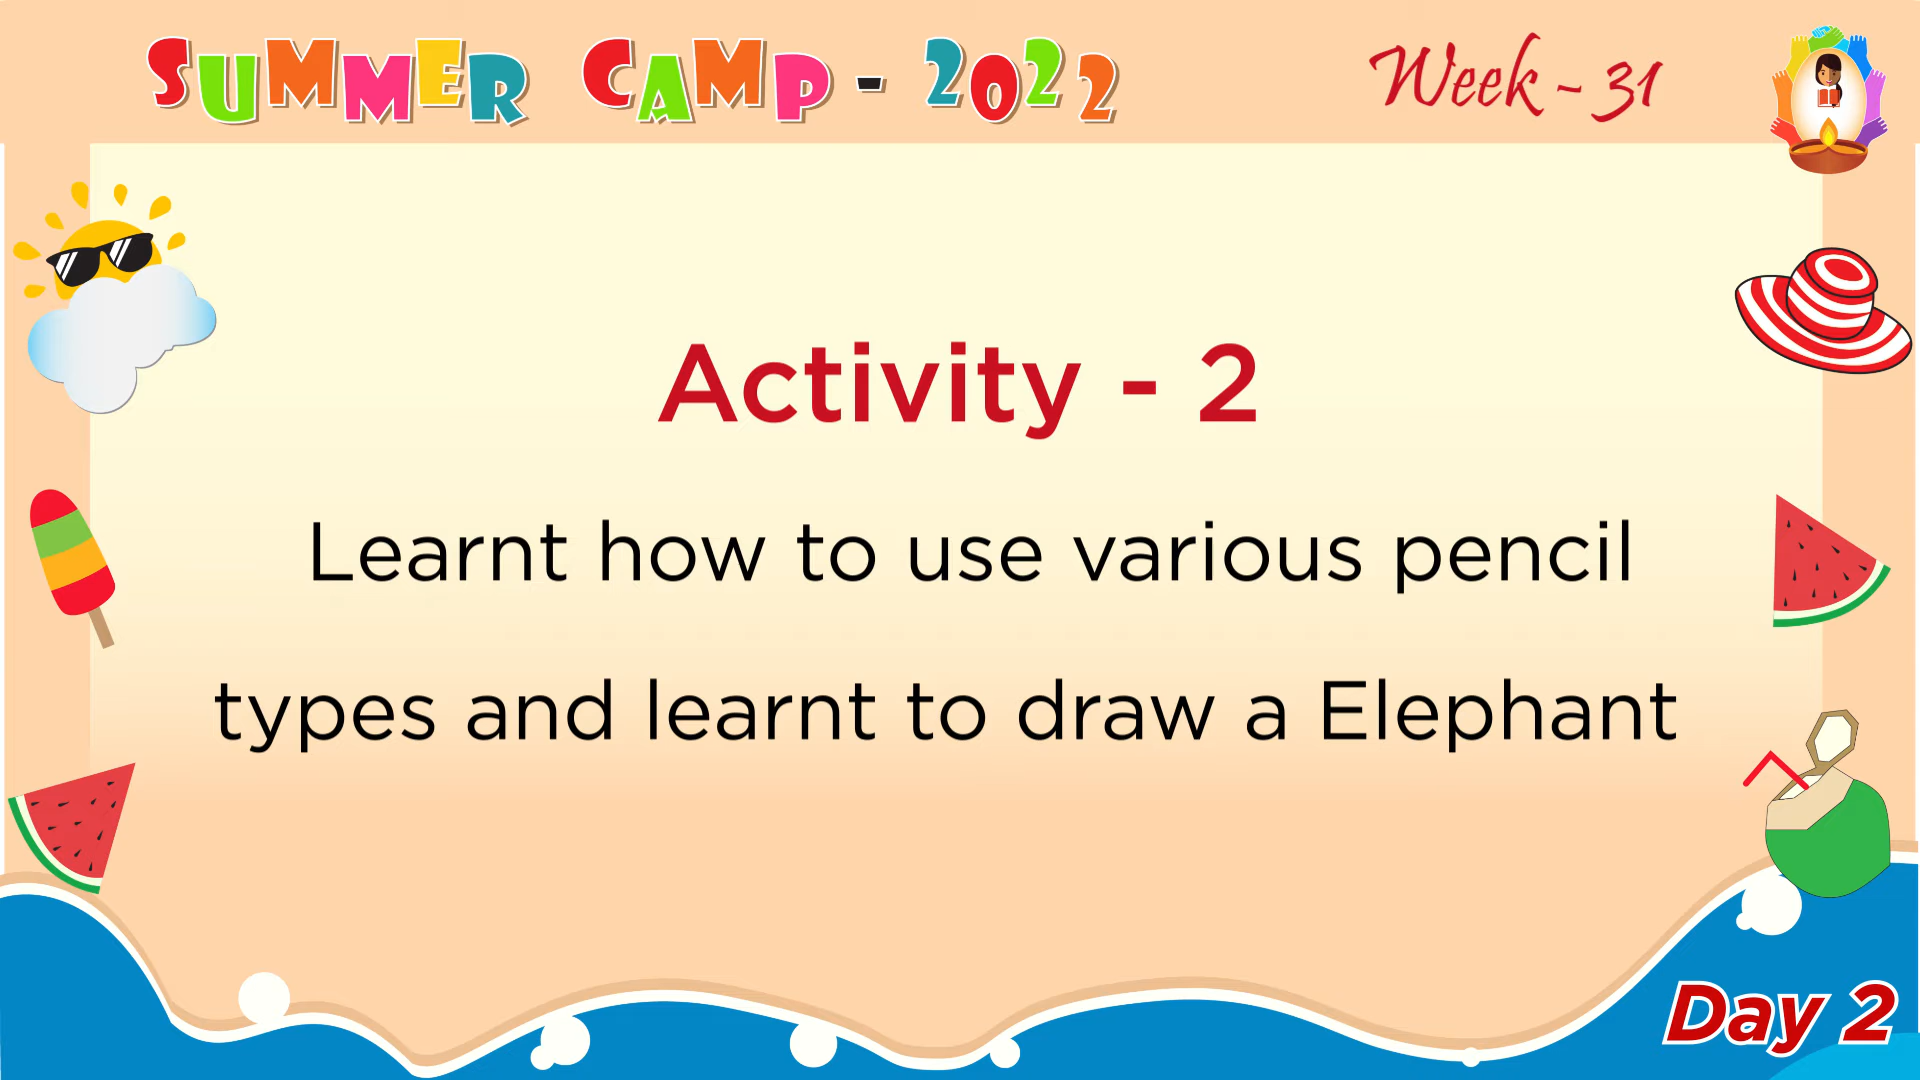 SUMMER CAMP - 2022
Week - 31
Activity - 2
Learnt how to use various pencil
types and learnt to draw a Elephant
Day 2